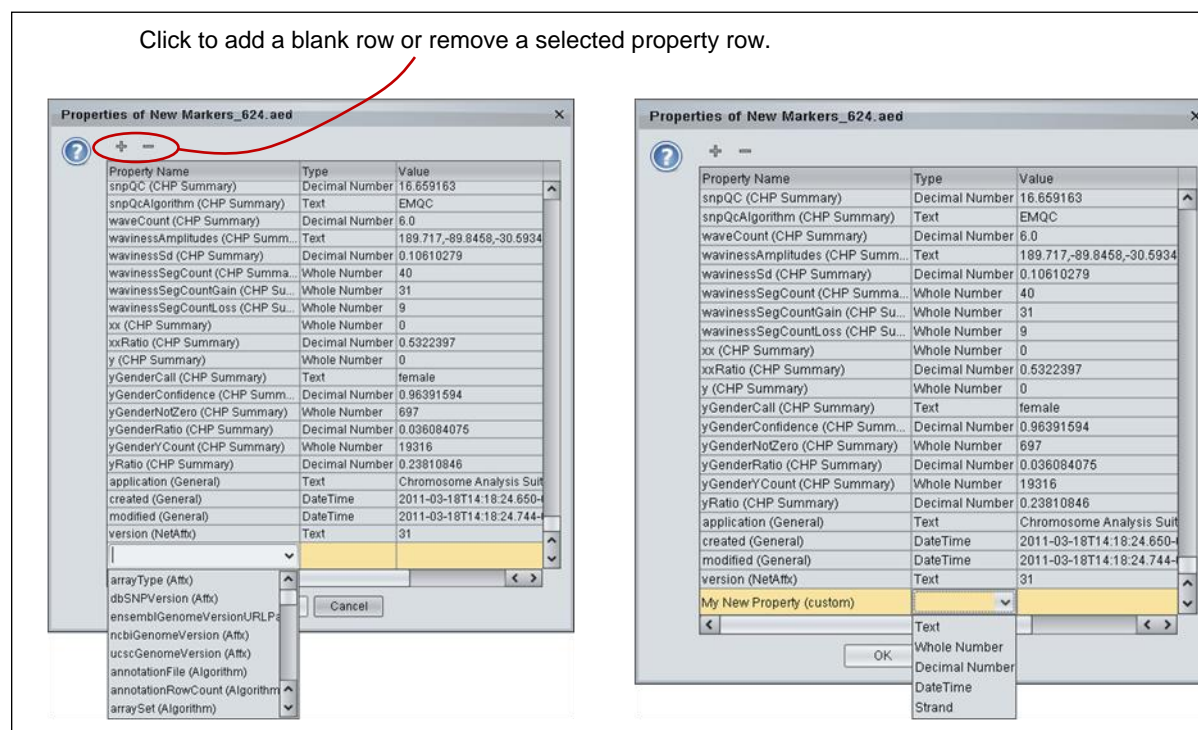 Click to add a blank row or remove a selected property row.
Properties of New Markers_624.aed
Property Name Type Value
snpQC (CHP Summary) Decimal Number 16.659163
snpQcAlgorithm (CHP Summary) Text EMQC
waveCount (CHP Summary) Decimal Number 6.0
wavinessAmplitudes (CHP Summ... Text 189.717,-89.8458,-30.5934
wavinessSd (CHP Summary) Decimal Number 0.10610279
wavinessSegCount (CHP Summa... Whole Number 40
wavinessSegCountGain (CHP Su... Whole Number 31
wavinessSegCountLoss (CHP Su... Whole Number 9
xx (CHP Summary) Whole Number 0
xxRatio (CHP Summary) Decimal Number 0.5322397
y (CHP Summary) Whole Number 0
yGenderCall (CHP Summary) Text female
yGenderConfidence (CHP Summ... Decimal Number 0.96391594
yGenderNotZero (CHP Summary) Whole Number 697
yGenderRatio (CHP Summary) Decimal Number 0.036084075
yGenderYCount (CHP Summary) Whole Number 19316
yRatio (CHP Summary) Decimal Number 0.23810846
application (General) Text Chromosome Analysis Suit
created (General) DateTime 2011-03-18T14:18:24.650-
modified (General) DateTime 2011-03-18T14:18:24.744-
version (NetAffx) Text 31
arrayType (Affx)
dbSNPVersion (Affx)
ensemblGenomeVersionURLPa
ncbiGenomeVersion (Affx)
ucscGenomeVersion (Affx)
annotationFile (Algorithm)
annotationRowCount (Algorithm
arraySet (Algorithm)
Cancel
Properties of New Markers_624.aed
Property Name Type Value
snpQC (CHP Summary) Decimal Number 16.659163
snpQcAlgorithm (CHP Summary) Text EMQC
waveCount (CHP Summary) Decimal Number 6.0
wavinessAmplitudes (CHP Summ... Text 189.717,-89.8458,-30.5934
wavinessSd (CHP Summary) Decimal Number 0.10610279
wavinessSegCount (CHP Summa... Whole Number 40
wavinessSegCountGain (CHP Su... Whole Number 31
wavinessSegCountLoss (CHP Su... Whole Number 9
xx (CHP Summary) Whole Number 0
xxRatio (CHP Summary) Decimal Number 0.5322397
y (CHP Summary) Whole Number 0
yGenderCall (CHP Summary) Text female
yGenderConfidence (CHP Summ... Decimal Number 0.96391594
yGenderNotZero (CHP Summary) Whole Number 697
yGenderRatio (CHP Summary) Decimal Number 0.036084075
yGenderYCount (CHP Summary) Whole Number 19316
yRatio (CHP Summary) Decimal Number 0.23810846
application (General) Text Chromosome Analysis Suit
created (General) DateTime 2011-03-18T14:18:24.650-
modified (General) DateTime 2011-03-18T14:18:24.744-
version (NetAffx) Text 31
My New Property (custom)
Text
Whole Number
Decimal Number
DateTime
Strand
OK